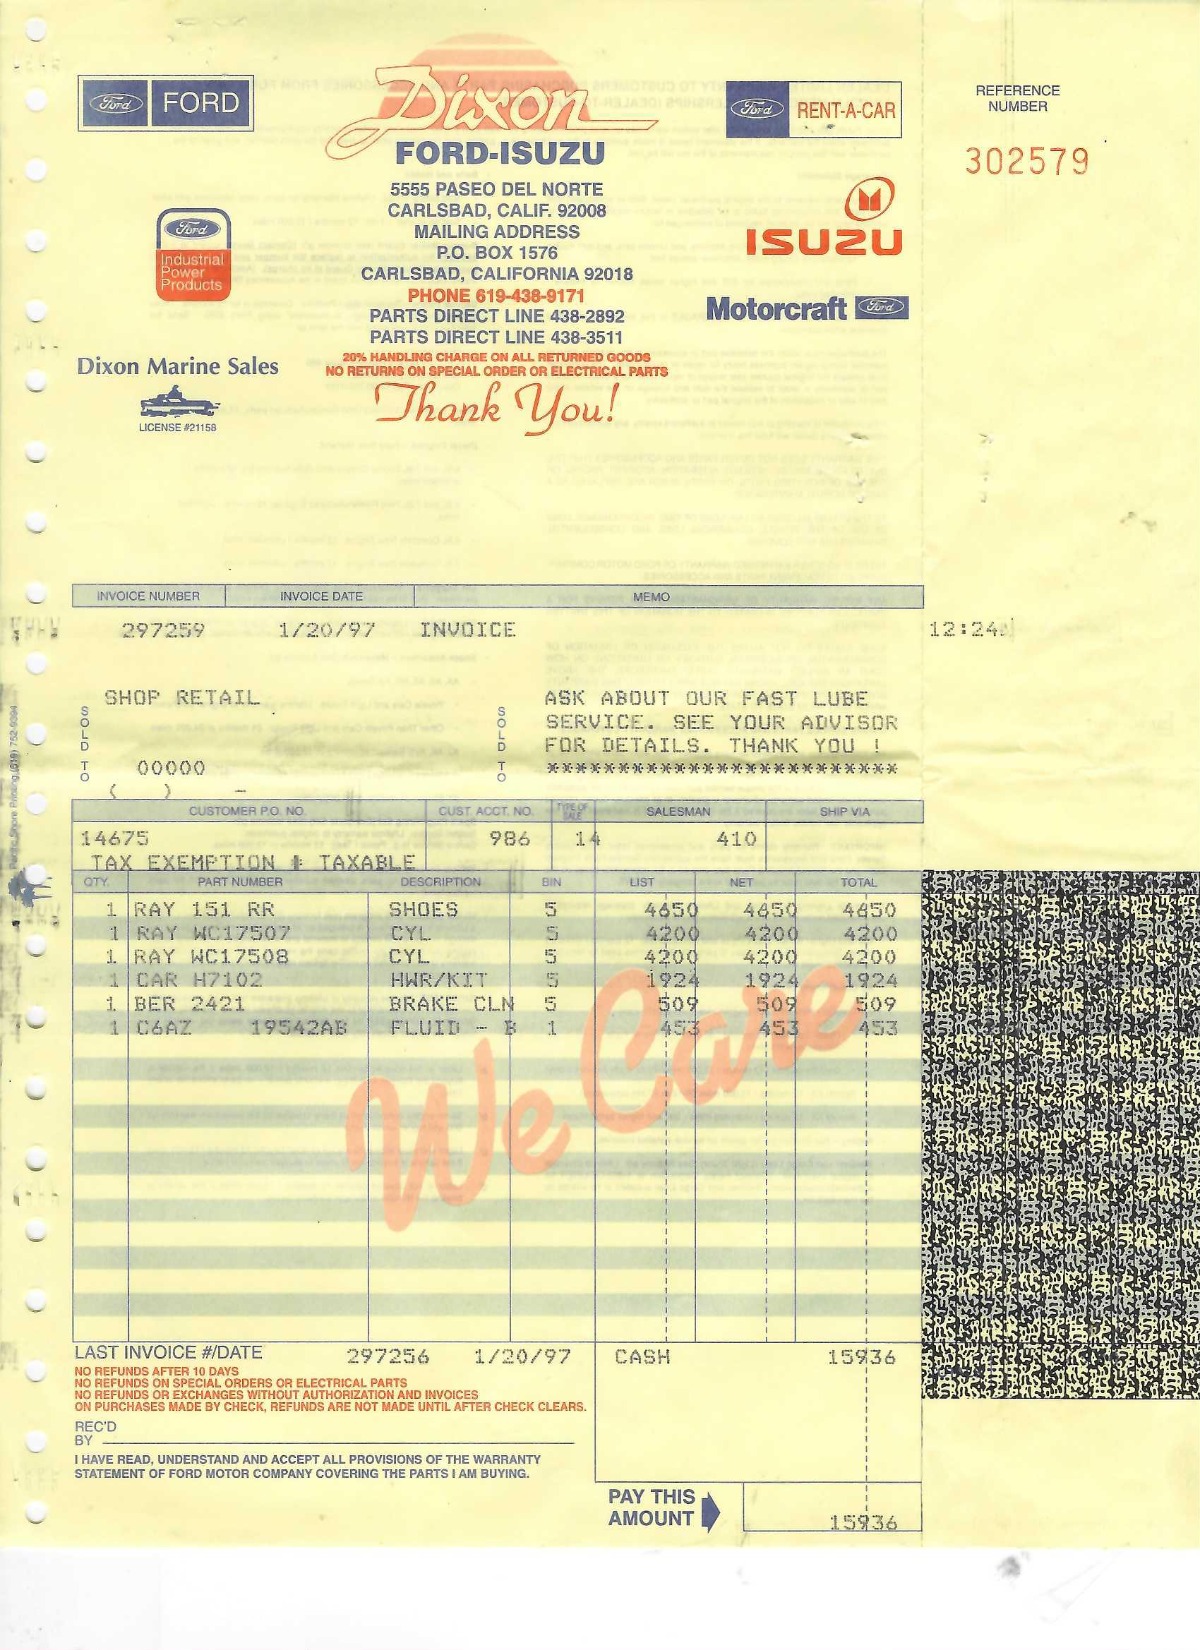 Ford FORD
Dixon
FORD-ISUZU
Ford RENT-A-CAR
REFERENCE
NUMBER
302579
5555 PASEO DEL NORTE
CARLSBAD, CALIF. 92008
MAILING ADDRESS
P.O. BOX 1576
CARLSBAD, CALIFORNIA 92018
PHONE 619-438-9171
PARTS DIRECT LINE 438-2892
PARTS DIRECT LINE 438-3511
20% HANDLING CHARGE ON ALL RETURNED GOODS
NO RETURNS ON SPECIAL ORDER OR ELECTRICAL PARTS
Thank You!
Ford
Industrial
Power
Products
ISUZU
Motorcraft Ford
Dixon Marine Sales
LICENSE #21158
INVOICE NUMBER INVOICE DATE MEMO
297259 1/20/97 INVOICE 12:24
SOLD TO
SHOP RETAIL
00000
( ) -
SOLD TO
ASK ABOUT OUR FAST LUBE
SERVICE. SEE YOUR ADVISOR
FOR DETAILS. THANK YOU !
*************************
CUSTOMER P.O. NO. CUST. ACCT. NO. TYPE OF SALE SALESMAN SHIP VIA
14675 986 14 410
TAX EXEMPTION # TAXABLE
QTY. PART NUMBER DESCRIPTION BIN LIST NET TOTAL
1 RAY 151 RR SHOES 5 4650 4650 4650
1 RAY WC17507 CYL 5 4200 4200 4200
1 RAY WC17508 CYL 5 4200 4200 4200
1 CAR H7102 HWR/KIT 5 1924 1924 1924
1 BER 2421 BRAKE CLN 5 509 509 509
1 C6AZ 19542AB FLUID - B 1 453 453 453
We Care
LAST INVOICE #/DATE 297256 1/20/97 CASH 15936
NO REFUNDS AFTER 10 DAYS
NO REFUNDS ON SPECIAL ORDERS OR ELECTRICAL PARTS
NO REFUNDS OR EXCHANGES WITHOUT AUTHORIZATION AND INVOICES
ON PURCHASES MADE BY CHECK, REFUNDS ARE NOT MADE UNTIL AFTER CHECK CLEARS.
REC'D
BY
I HAVE READ, UNDERSTAND AND ACCEPT ALL PROVISIONS OF THE WARRANTY
STATEMENT OF FORD MOTOR COMPANY COVERING THE PARTS I AM BUYING.
PAY THIS
AMOUNT 15936